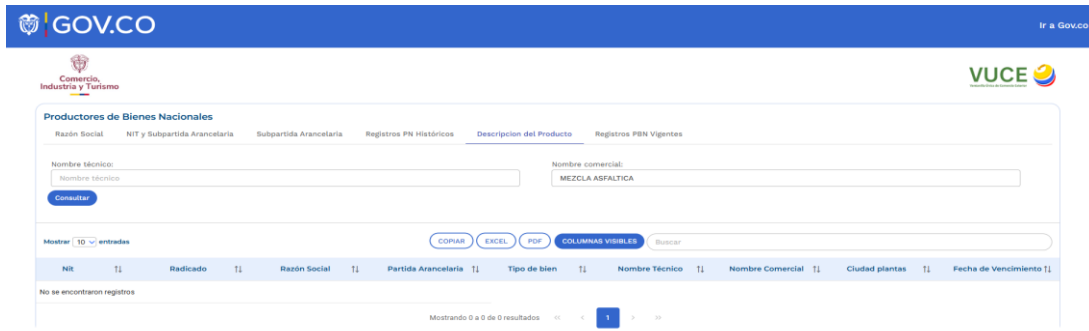 GOV.CO
Ir a Gov.co
Comercio,
Industria y Turismo
VUCE
Productores de Bienes Nacionales
Razón Social NIT y Subpartida Arancelaria Subpartida Arancelaria Registros PN Históricos Descripcion del Producto Registros PBN Vigentes
Nombre técnico: Nombre comercial:
Nombre técnico MEZCLA ASFALTICA
Consultar
Mostrar 10 entradas COPIAR EXCEL PDF COLUMNAS VISIBLES Buscar
Nit Radicado Razón Social Partida Arancelaria Tipo de bien Nombre Técnico Nombre Comercial Ciudad plantas Fecha de Vencimiento
No se encontraron registros
Mostrando 0 a 0 de 0 resultados << < 1 > >>